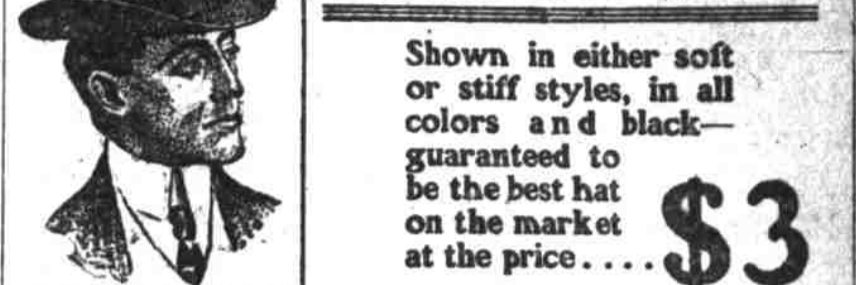 Shown in either soft
or stiff styles, in all
colors and black—
guaranteed to
be the best hat
on the market
at the price.... $3